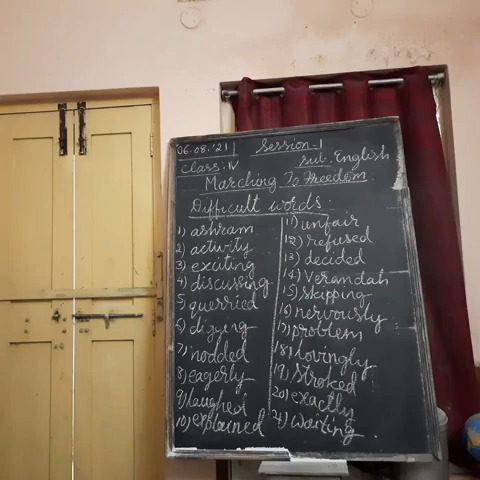 06.08.'21 Session-I
Class: IV Sub: English
Marching To Freedom
Difficult words:
1) ashram
2) activity
3) exciting
4) discussing
5) querried
6) digging
7) nodded
8) eagerly
9) laughed
10) explained
11) unfair
12) refused
13) decided
14) Verandah
15) skipping
16) nervously
17) problem
18) lovingly
19) stroked
20) exactly
21) waiting.